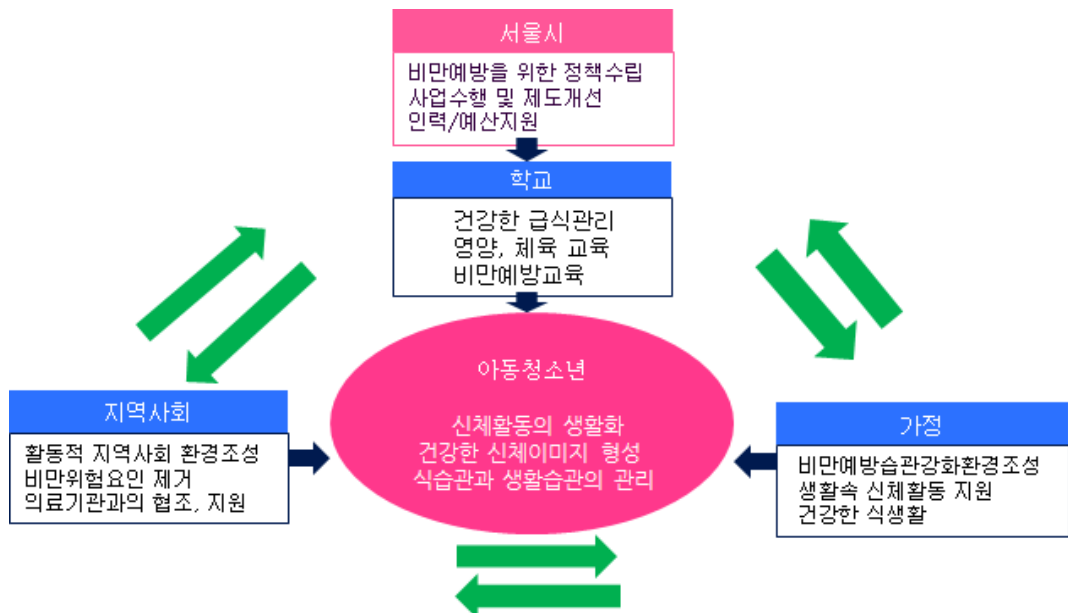 서울시
비만예방을 위한 정책수립
사업수행 및 제도개선
인력/예산지원
학교
건강한 급식관리
영양, 체육 교육
비만예방교육
아동청소년
신체활동의 생활화
건강한 신체이미지 형성
식습관과 생활습관의 관리
지역사회
활동적 지역사회 환경조성
비만위험요인 제거
의료기관과의 협조, 지원
가정
비만예방습관강화환경조성
생활속 신체활동 지원
건강한 식생활